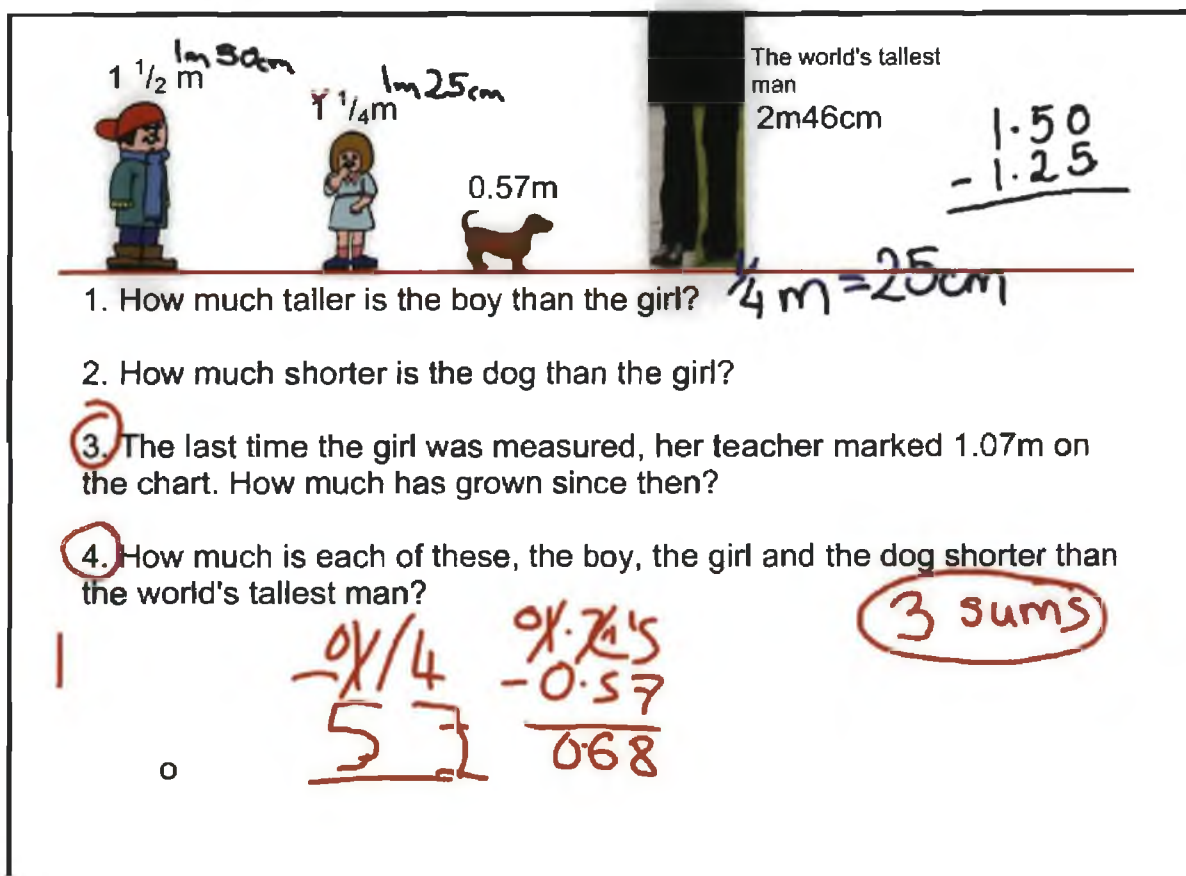 1 1/2 m
1m 50cm
1 1/4m
1m 25cm
0.57m
The world's tallest
man
2m46cm
1.50
- 1.25
1. How much taller is the boy than the girl?
1/4 m = 25cm
2. How much shorter is the dog than the girl?
3. The last time the girl was measured, her teacher marked 1.07m on
the chart. How much has grown since then?
4. How much is each of these, the boy, the girl and the dog shorter than
the world's tallest man?
3 sums
- 0.57
0.68
o